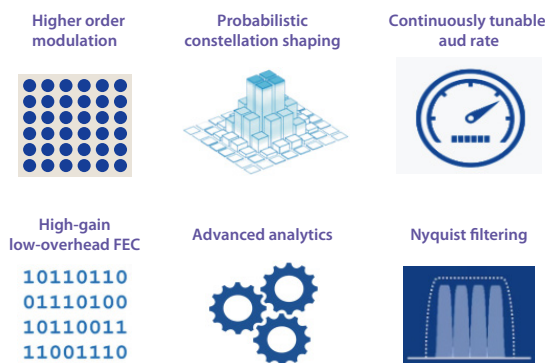 Higher order
modulation
Probabilistic
constellation shaping
Continuously tunable
aud rate
High-gain
low-overhead FEC
10110110
01110100
10110011
11001110
Advanced analytics
Nyquist filtering